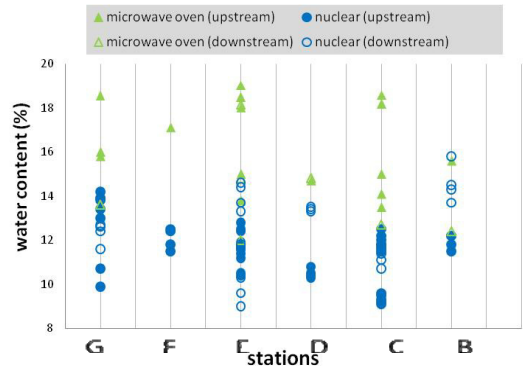 microwave oven (upstream) nuclear (upstream)
microwave oven (downstream) nuclear (downstream)
20
18
16
14
12
10
8
water content (%)
G F E D C B
stations